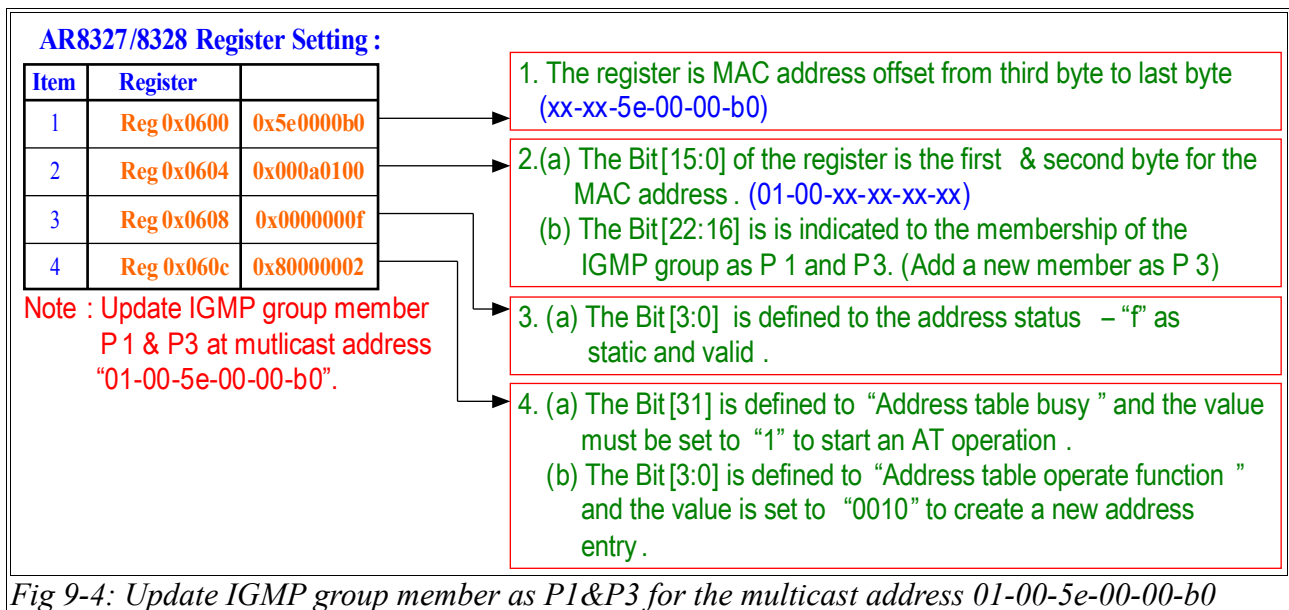 AR8327/8328 Register Setting :
Item Register
1 Reg 0x0600 0x5e0000b0
2 Reg 0x0604 0x000a0100
3 Reg 0x0608 0x0000000f
4 Reg 0x060c 0x80000002
Note : Update IGMP group member
P1 & P3 at mutlicast address
“01-00-5e-00-00-b0”.
1. The register is MAC address offset from third byte to last byte
(xx-xx-5e-00-00-b0)
2.(a) The Bit[15:0] of the register is the first & second byte for the
MAC address . (01-00-xx-xx-xx-xx)
(b) The Bit[22:16] is is indicated to the membership of the
IGMP group as P 1 and P3. (Add a new member as P 3)
3. (a) The Bit[3:0] is defined to the address status – “f” as
static and valid .
4. (a) The Bit[31] is defined to “Address table busy ” and the value
must be set to “1” to start an AT operation .
(b) The Bit[3:0] is defined to “Address table operate function ”
and the value is set to “0010” to create a new address
entry .
Fig 9-4: Update IGMP group member as P1&P3 for the multicast address 01-00-5e-00-00-b0